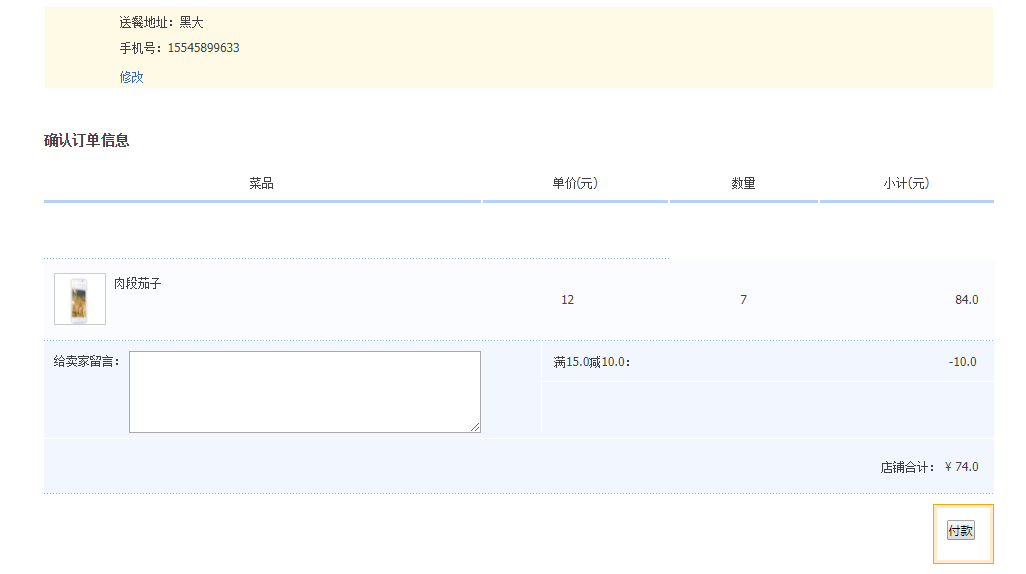 送餐地址：黑大
手机号：15545899633
修改
确认订单信息
菜品 单价(元) 数量 小计(元)
肉段茄子
12 7 84.0
给卖家留言：
满15.0减10.0： -10.0
店铺合计： ¥ 74.0
付款